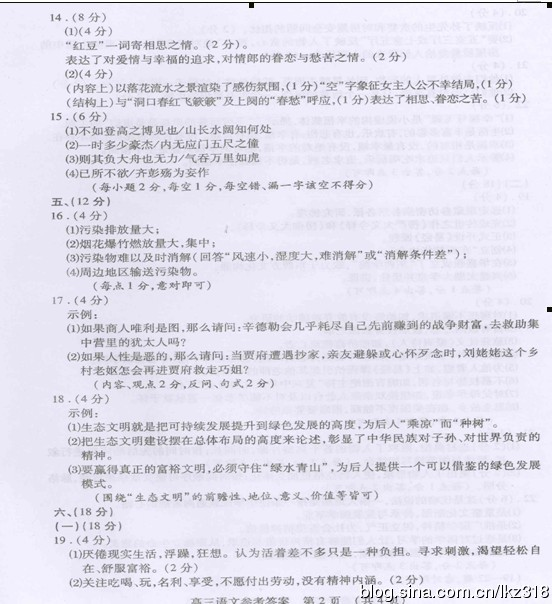 14.(8分)
(1)(4分)
“红豆”一词寄相思之情。(2分)。
表达了对爱情与幸福的追求,对情郎的眷恋与愁苦之情。(2分)
(2)(4分)
(内容上)以落花流水之景渲染了感伤氛围,(1分)“空”字象征女主人公不幸结局,(1分)
(结构上)与“洞口春红飞簌簌”及上阕的“春愁”呼应,(1分)表达了相思、眷恋之苦。(1分)
15.(6分)
(1)不如登高之博见也/山长水阔知何处
(2)一时多少豪杰/内无应门五尺之僮
(3)则其负大舟也无力/气吞万里如虎
(4)己所不欲/齐彭殇为妄作
(每小题2分,每空1分,每空错、漏一字该空不得分)
五、(12分)
16.(4分)
(1)污染排放量大;
(2)烟花爆竹燃放量大,集中;
(3)污染物难以及时消解(回答“风速小,湿度大,难消解”或“消解条件差”);
(4)周边地区输送污染物。
(每点1分,意对即可)
17.(4分)
示例:
(1)如果商人唯利是图,那么请问:辛德勒会几乎耗尽自己先前赚到的战争财富,去救助集
中营里的犹太人吗?
(2)如果人性是恶的,那么请问:当贾府遭遇抄家,亲友避躲或心怀歹念时,刘姥姥这个乡
村老妪怎会再进贾府救走巧姐?
(内容、观点2分,反问、句式2分)
18.(4分)
示例:
(1)生态文明就是把可持续发展提升到绿色发展的高度,为后人“乘凉”而“种树”。
(2)把生态文明建设摆在总体布局的高度来论述,彰显了中华民族对子孙、对世界负责的
精神。
(3)要赢得真正的富裕文明,必须守住“绿水青山”,为后人提供一个可以借鉴的绿色发展
模式。
(围绕“生态文明”的前瞻性、地位、意义、价值等皆可)
六、(18分)
(一)(18分)
19.(4分)
(1)厌倦现实生活,浮躁,狂想。认为活着差不多只是一种负担。寻求刺激,渴望轻松自
在、舒服富裕。(2分)
(2)关注吃喝、玩,名利、享受,不愿付出劳动,没有精神内涵。(2分)
高三语文参考答案 第2页 (共4页)
blog.sina.com.cn/lkz318